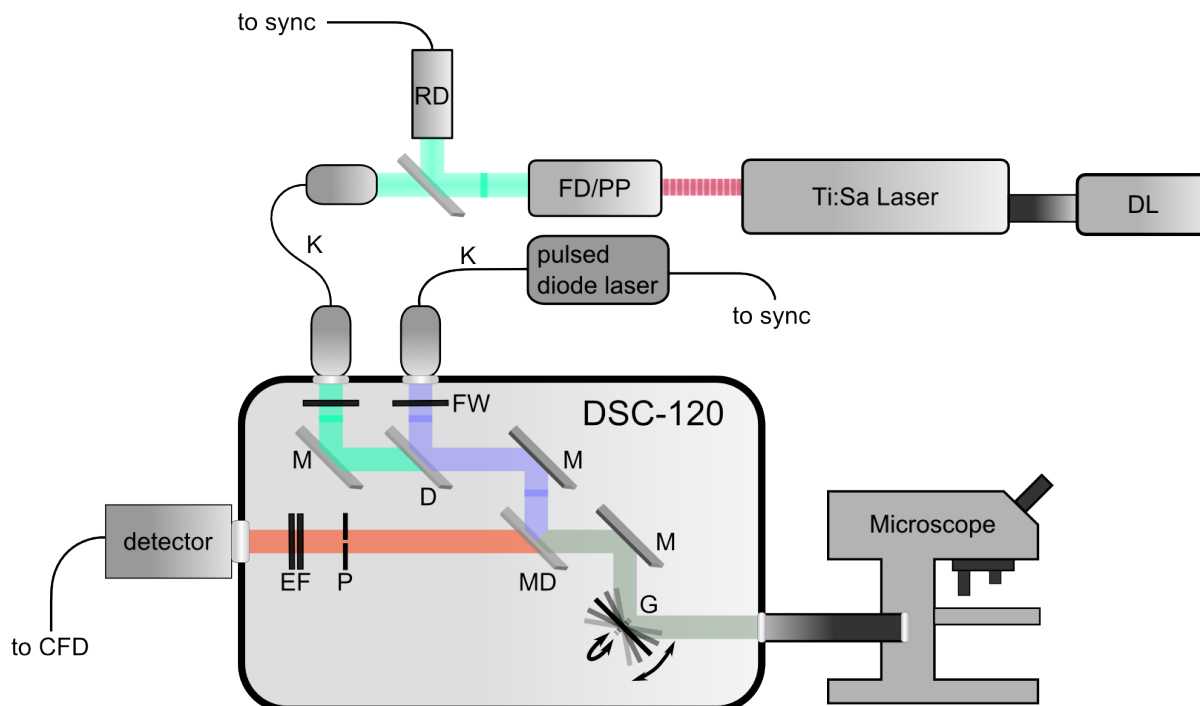 to sync
RD
FD/PP
Ti:Sa Laser
DL
K
K
pulsed
diode laser
to sync
FW
DSC-120
M
D
M
detector
EF
P
MD
M
G
Microscope
to CFD